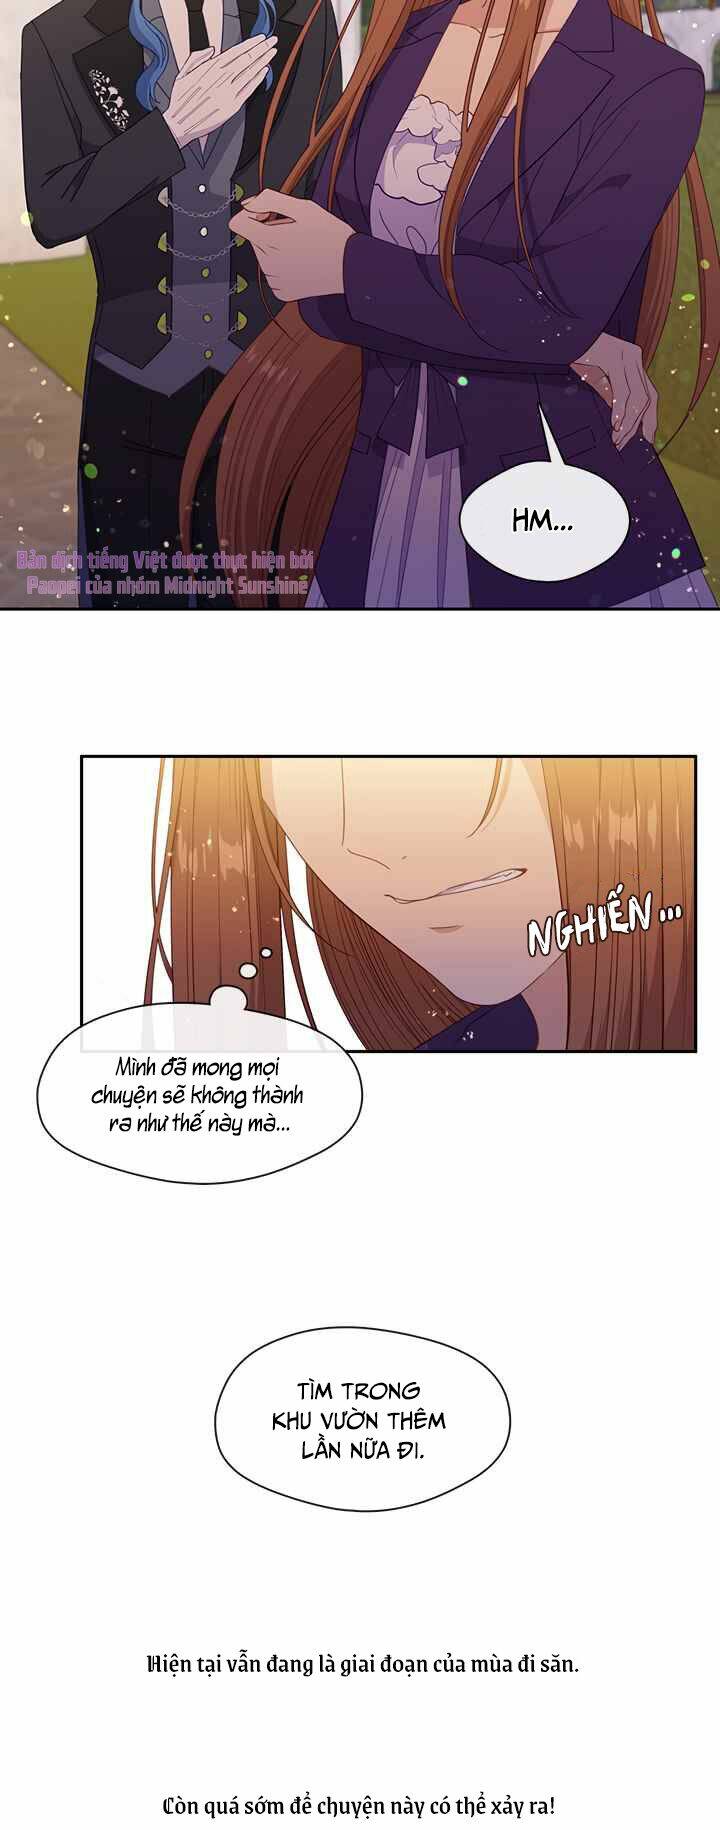 HM...
Bản dịch tiếng Việt được thực hiện bởi
Paopei của nhóm Midnight Sunshine
NGHIẾN...
Mình đã mong mọi
chuyện sẽ không thành
ra như thế này mà...
TÌM TRONG
KHU VƯỜN THÊM
LẦN NỮA ĐI.
Hiện tại vẫn đang là giai đoạn của mùa đi săn.
Còn quá sớm để chuyện này có thể xảy ra!